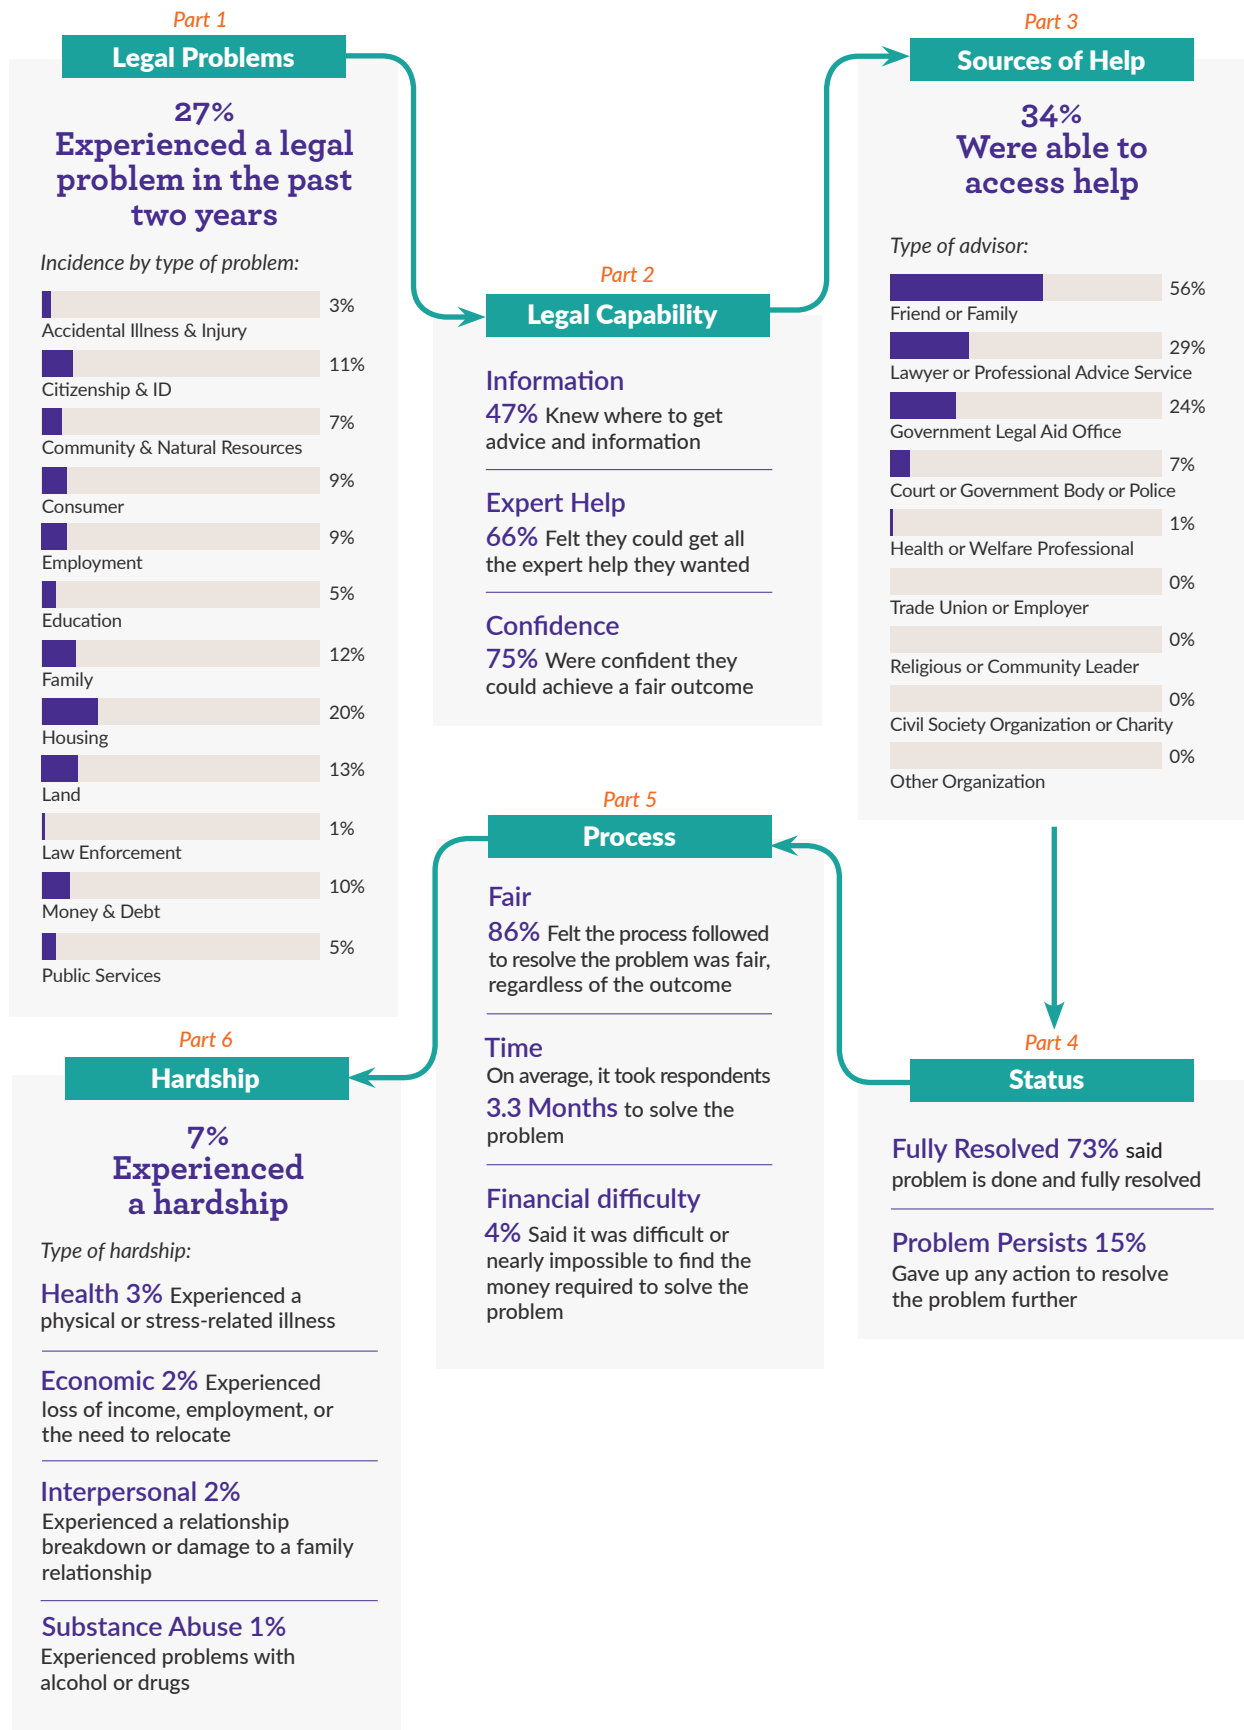 Part 1
Legal Problems
27%
Experienced a legal
problem in the past
two years
Incidence by type of problem:
3%
Accidental Illness & Injury
11%
Citizenship & ID
7%
Community & Natural Resources
9%
Consumer
9%
Employment
5%
Education
12%
Family
20%
Housing
13%
Land
1%
Law Enforcement
10%
Money & Debt
5%
Public Services
Part 2
Legal Capability
Information
47% Knew where to get
advice and information
Expert Help
66% Felt they could get all
the expert help they wanted
Confidence
75% Were confident they
could achieve a fair outcome
Part 3
Sources of Help
34%
Were able to
access help
Type of advisor:
56%
Friend or Family
29%
Lawyer or Professional Advice Service
24%
Government Legal Aid Office
7%
Court or Government Body or Police
1%
Health or Welfare Professional
0%
Trade Union or Employer
0%
Religious or Community Leader
0%
Civil Society Organization or Charity
0%
Other Organization
Part 4
Status
Fully Resolved 73% said
problem is done and fully resolved
Problem Persists 15%
Gave up any action to resolve
the problem further
Part 5
Process
Fair
86% Felt the process followed
to resolve the problem was fair,
regardless of the outcome
Time
On average, it took respondents
3.3 Months to solve the
problem
Financial difficulty
4% Said it was difficult or
nearly impossible to find the
money required to solve the
problem
Part 6
Hardship
7%
Experienced
a hardship
Type of hardship:
Health 3% Experienced a
physical or stress-related illness
Economic 2% Experienced
loss of income, employment, or
the need to relocate
Interpersonal 2%
Experienced a relationship
breakdown or damage to a family
relationship
Substance Abuse 1%
Experienced problems with
alcohol or drugs